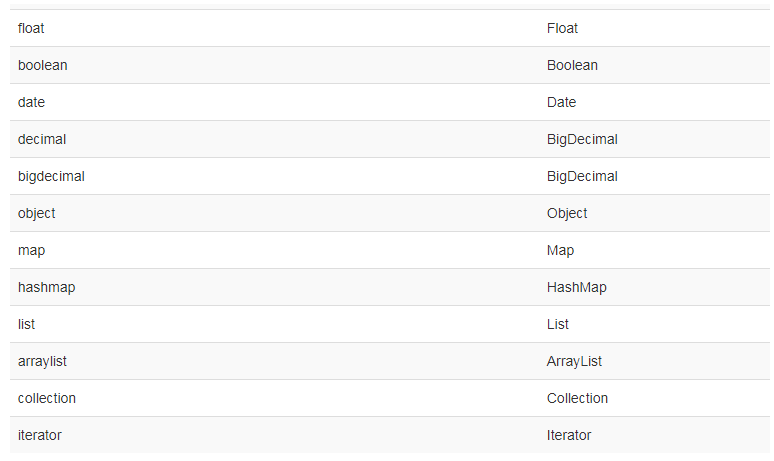 float Float
boolean Boolean
date Date
decimal BigDecimal
bigdecimal BigDecimal
object Object
map Map
hashmap HashMap
list List
arraylist ArrayList
collection Collection
iterator Iterator